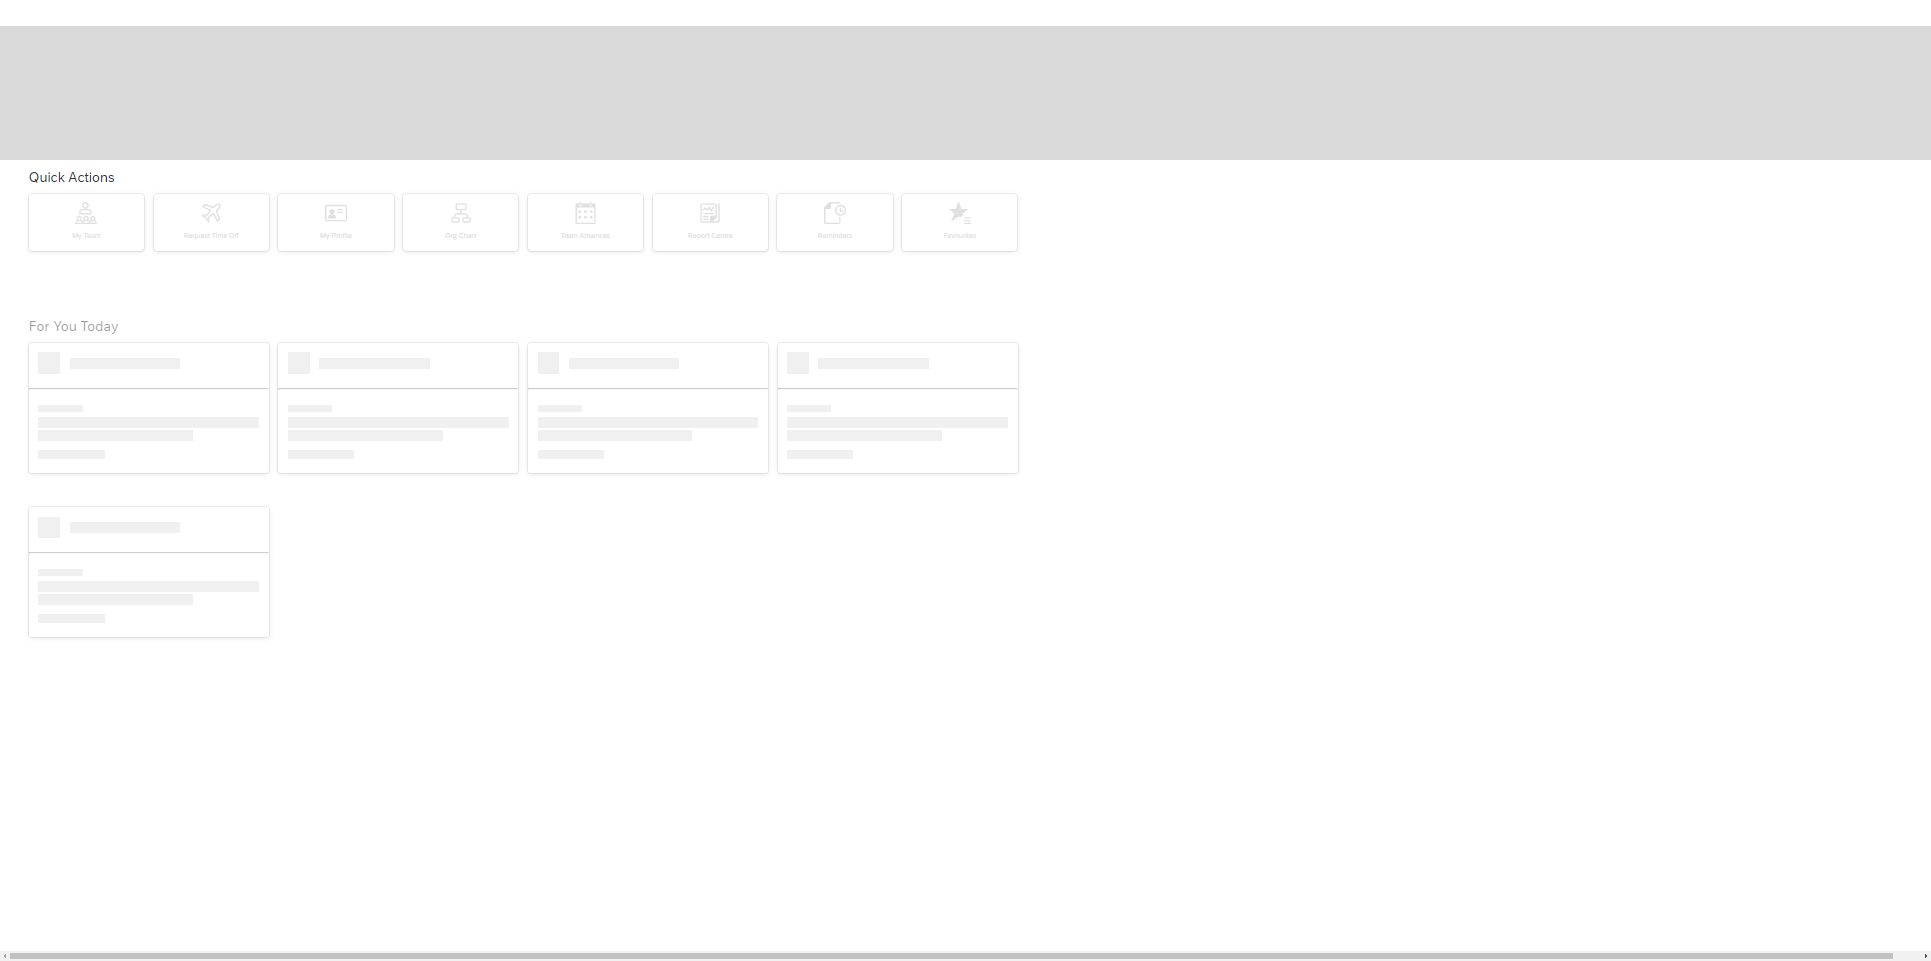 Quick Actions
My Team
Request Time Off
My Profile
Org Chart
Team Absences
Report Centre
Reminders
Favourites
For You Today